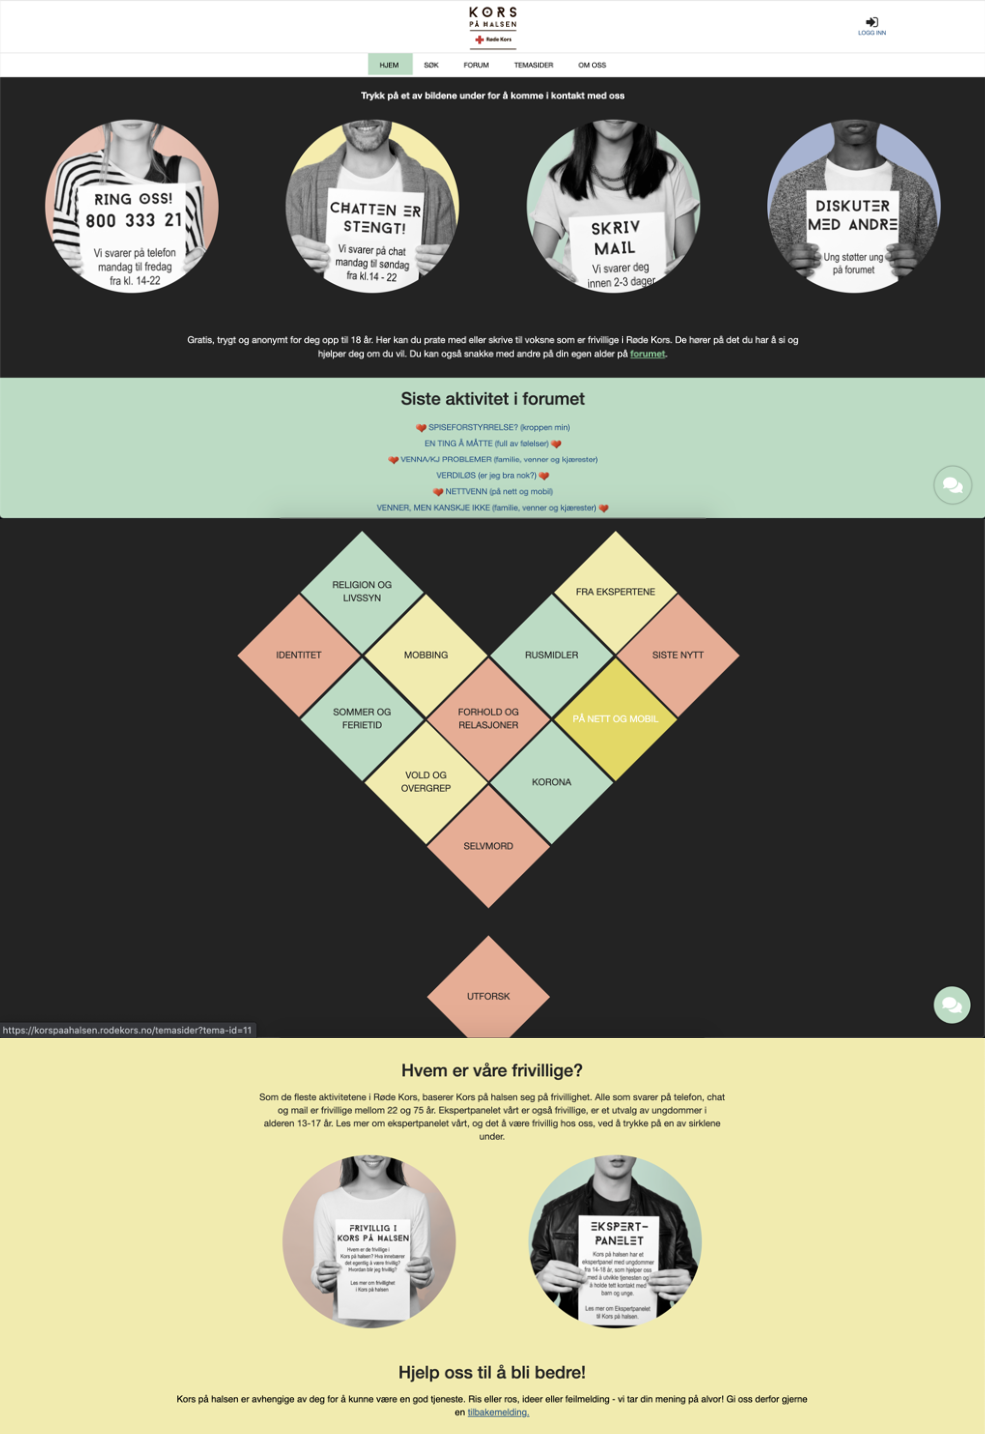 KORS
PÅ HALSEN
Røde Kors
LOGG INN
HJEM SØK FORUM TEMASIDER OM OSS
Trykk på et av bildene under for å komme i kontakt med oss
RING OSS!
800 333 21
Vi svarer på telefon
mandag til fredag
fra kl. 14-22
CHATTEN ER
STENGT!
Vi svarer på chat
mandag til søndag
fra kl.14 - 22
SKRIV
MAIL
Vi svarer deg
innen 2-3 dager
DISKUTER
MED ANDRE
Ung støtter ung
på forumet
Gratis, trygt og anonymt for deg opp til 18 år. Her kan du prate med eller skrive til voksne som er frivillige i Røde Kors. De hører på det du har å si og
hjelper deg om du vil. Du kan også snakke med andre på din egen alder på forumet.
Siste aktivitet i forumet
SPISEFORSTYRRELSE? (kroppen min)
EN TING Å MÅTTE (full av følelser)
VENNA/KJ PROBLEMER (familie, venner og kjærester)
VERDILØS (er jeg bra nok?)
NETTVENN (på nett og mobil)
VENNER, MEN KANSKJE IKKE (familie, venner og kjærester)
RELIGION OG
LIVSSYN
FRA EKSPERTENE
IDENTITET
MOBBING
RUSMIDLER
SISTE NYTT
SOMMER OG
FERIETID
FORHOLD OG
RELASJONER
PÅ NETT OG MOBIL
VOLD OG
OVERGREP
KORONA
SELVMORD
UTFORSK
https://korspaahalsen.rodekors.no/temasider?tema-id=11
Hvem er våre frivillige?
Som de fleste aktivitetene i Røde Kors, baserer Kors på halsen seg på frivillighet. Alle som svarer på telefon, chat
og mail er frivillige mellom 22 og 75 år. Ekspertpanelet vårt er også frivillige, er et utvalg av ungdommer i
alderen 13-17 år. Les mer om ekspertpanelet vårt, og det å være frivillig hos oss, ved å trykke på en av sirklene
under.
FRIVILLIG I
KORS PÅ HALSEN
Hvem er de frivillige i
Kors på halsen? Hva innebærer
det egentlig å være frivillig?
Hvordan blir jeg frivillig?
Les mer om frivillighet
i Kors på halsen
EKSPERT-
PANELET
Kors på halsen har et
ekspertpanel med ungdommer
fra 14-18 år, som hjelper oss
med å utvikle tjenesten og
å holde tett kontakt med
barn og unge.
Les mer om Ekspertpanelet
til Kors på halsen.
Hjelp oss til å bli bedre!
Kors på halsen er avhengige av deg for å kunne være en god tjeneste. Ris eller ros, ideer eller feilmelding - vi tar din mening på alvor! Gi oss derfor gjerne
en tilbakemelding.